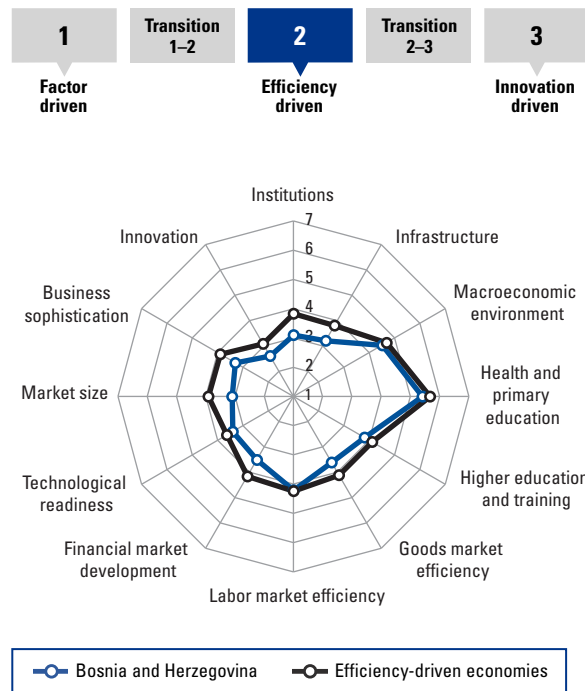 1
Transition
1–2
2
Transition
2–3
3
Factor
driven
Efficiency
driven
Innovation
driven
Institutions
7
Innovation
Infrastructure
6
5
Business
sophistication
Macroeconomic
environment
4
3
2
Market size
1
Health and
primary
education
Technological
readiness
Higher education
and training
Financial market
development
Goods market
efficiency
Labor market efficiency
Bosnia and Herzegovina
Efficiency-driven economies